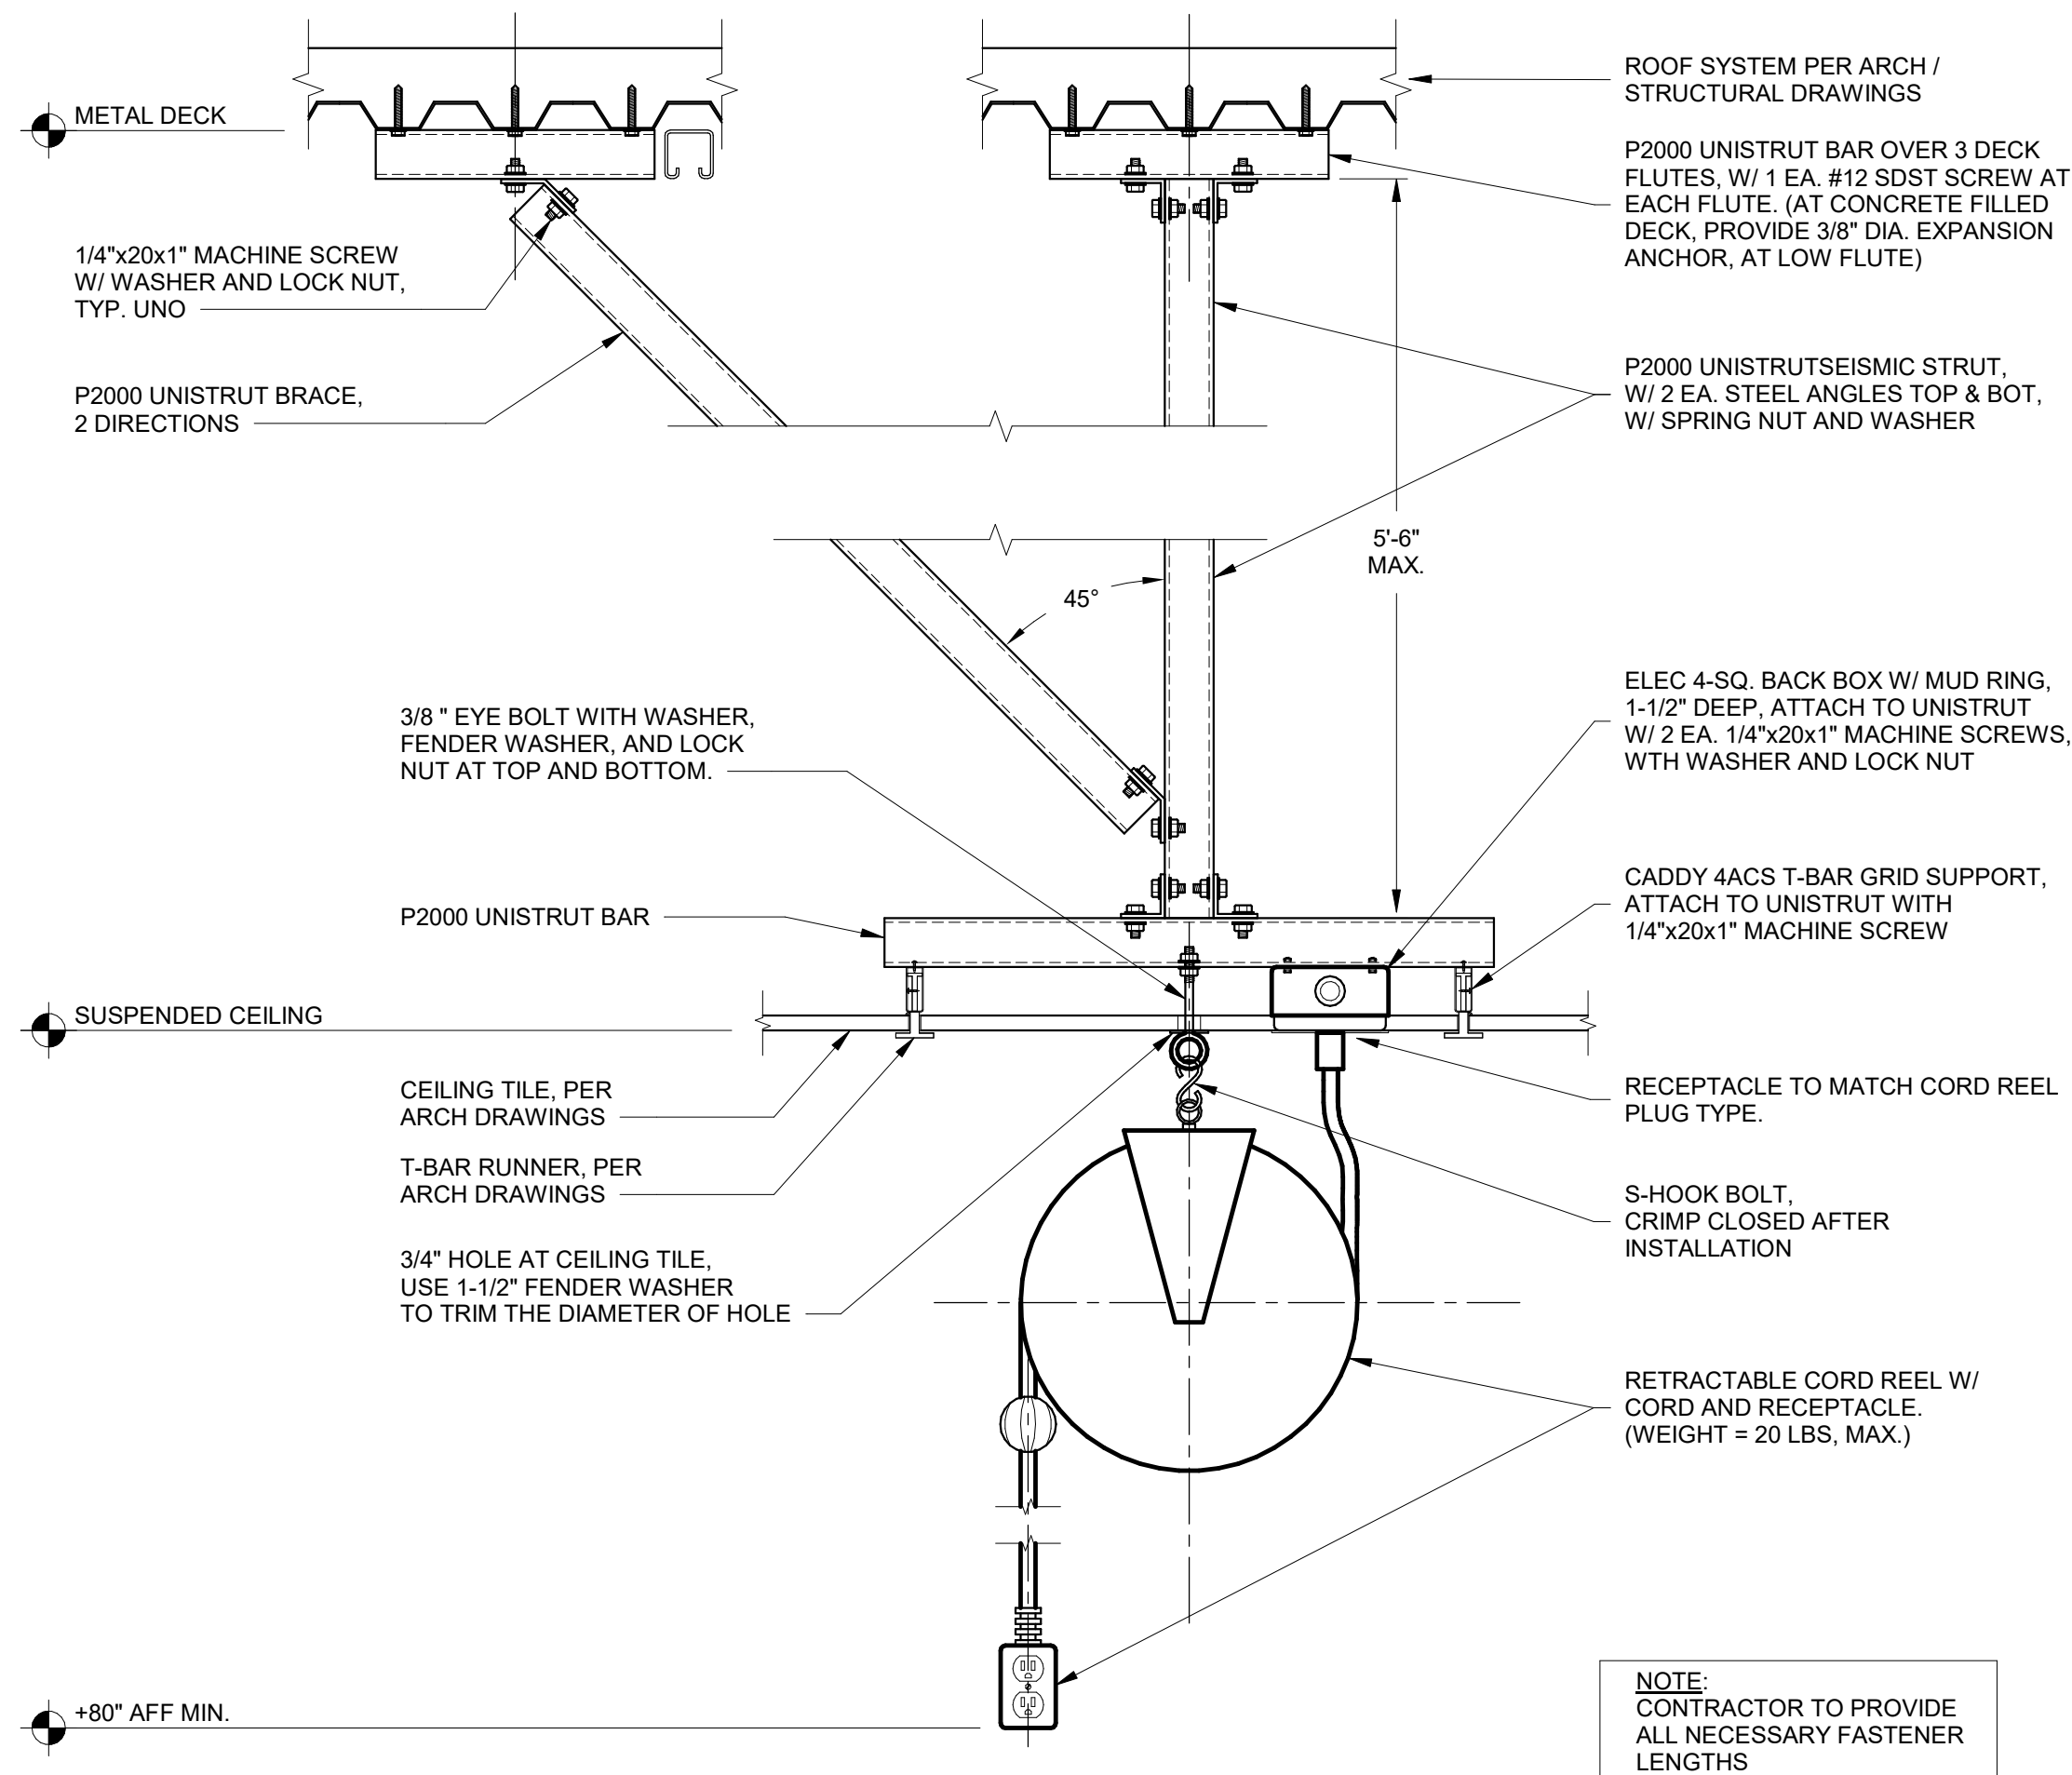 METAL DECK
ROOF SYSTEM PER ARCH /
STRUCTURAL DRAWINGS
P2000 UNISTRUT BAR OVER 3 DECK
FLUTES, W/ 1 EA. #12 SDST SCREW AT
EACH FLUTE. (AT CONCRETE FILLED
DECK, PROVIDE 3/8" DIA. EXPANSION
ANCHOR, AT LOW FLUTE)
1/4"x20x1" MACHINE SCREW
W/ WASHER AND LOCK NUT,
TYP. UNO
P2000 UNISTRUT BRACE,
2 DIRECTIONS
P2000 UNISTRUTSEISMIC STRUT,
W/ 2 EA. STEEL ANGLES TOP & BOT,
W/ SPRING NUT AND WASHER
5'-6"
MAX.
45°
3/8 " EYE BOLT WITH WASHER,
FENDER WASHER, AND LOCK
NUT AT TOP AND BOTTOM.
ELEC 4-SQ. BACK BOX W/ MUD RING,
1-1/2" DEEP, ATTACH TO UNISTRUT
W/ 2 EA. 1/4"x20x1" MACHINE SCREWS,
WTH WASHER AND LOCK NUT
P2000 UNISTRUT BAR
CADDY 4ACS T-BAR GRID SUPPORT,
ATTACH TO UNISTRUT WITH
1/4"x20x1" MACHINE SCREW
SUSPENDED CEILING
CEILING TILE, PER
ARCH DRAWINGS
RECEPTACLE TO MATCH CORD REEL
PLUG TYPE.
T-BAR RUNNER, PER
ARCH DRAWINGS
S-HOOK BOLT,
CRIMP CLOSED AFTER
INSTALLATION
3/4" HOLE AT CEILING TILE,
USE 1-1/2" FENDER WASHER
TO TRIM THE DIAMETER OF HOLE
RETRACTABLE CORD REEL W/
CORD AND RECEPTACLE.
(WEIGHT = 20 LBS, MAX.)
+80" AFF MIN.
NOTE:
CONTRACTOR TO PROVIDE
ALL NECESSARY FASTENER
LENGTHS